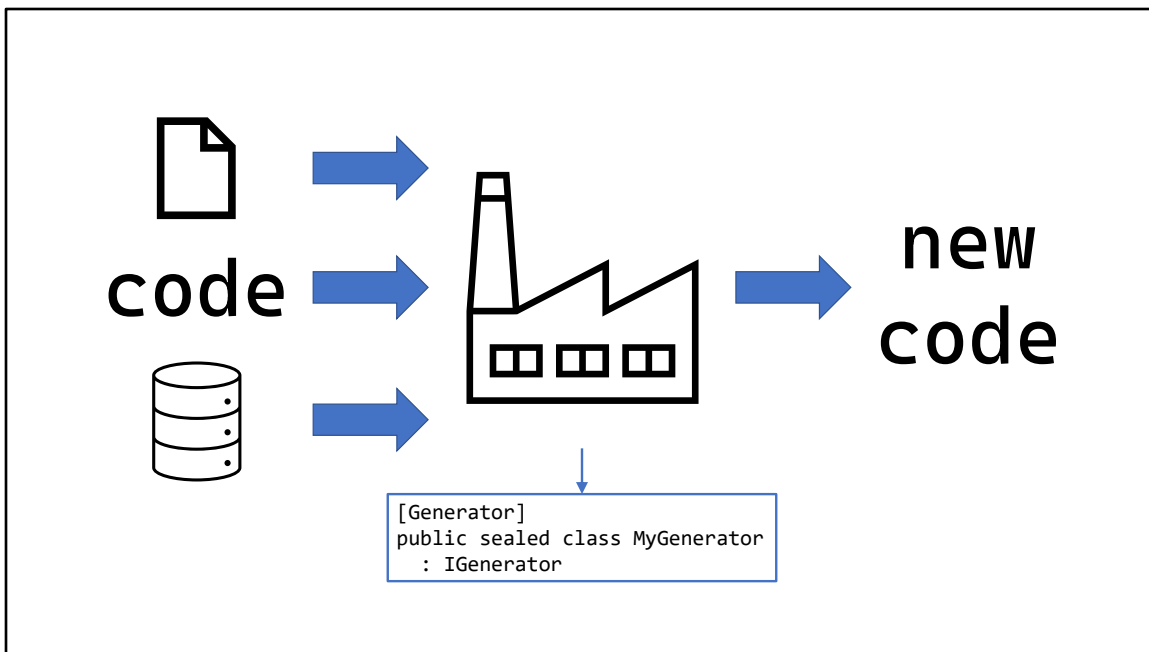 code
new
code
[Generator]
public sealed class MyGenerator
  : IGenerator